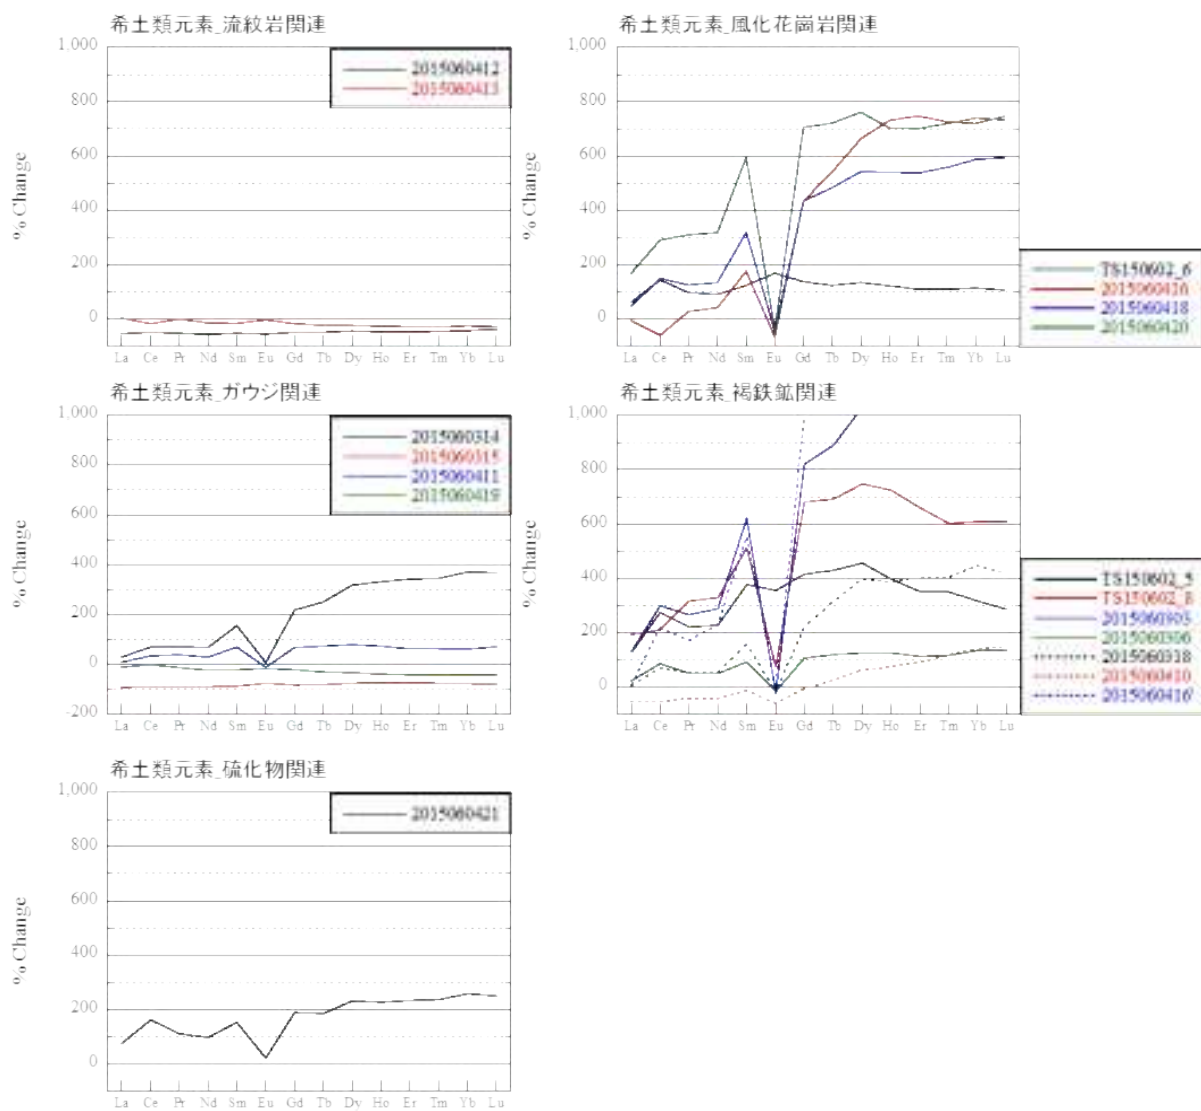 希土類元素_流紋岩関連
1,000
800
600
400
200
0
% Change
2015060412
2015060413
La Ce Pr Nd Sm Eu Gd Tb Dy Ho Er Tm Yb Lu
希土類元素_風化花崗岩関連
1,000
800
600
400
200
0
% Change
La Ce Pr Nd Sm Eu Gd Tb Dy Ho Er Tm Yb Lu
TS150602_6
2015060418
2015060420
希土類元素_ガウジ関連
1,000
800
600
400
200
0
-200
% Change
2015060314
2015060315
2015060411
2015060419
La Ce Pr Nd Sm Eu Gd Tb Dy Ho Er Tm Yb Lu
希土類元素_褐鉄鉱関連
1,000
800
600
400
200
0
% Change
La Ce Pr Nd Sm Eu Gd Tb Dy Ho Er Tm Yb Lu
TS150602_5
TS150602_8
2015060303
2015060306
2015060318
2015060410
2015060416
希土類元素_硫化物関連
1,000
800
600
400
200
0
% Change
2015060421
La Ce Pr Nd Sm Eu Gd Tb Dy Ho Er Tm Yb Lu